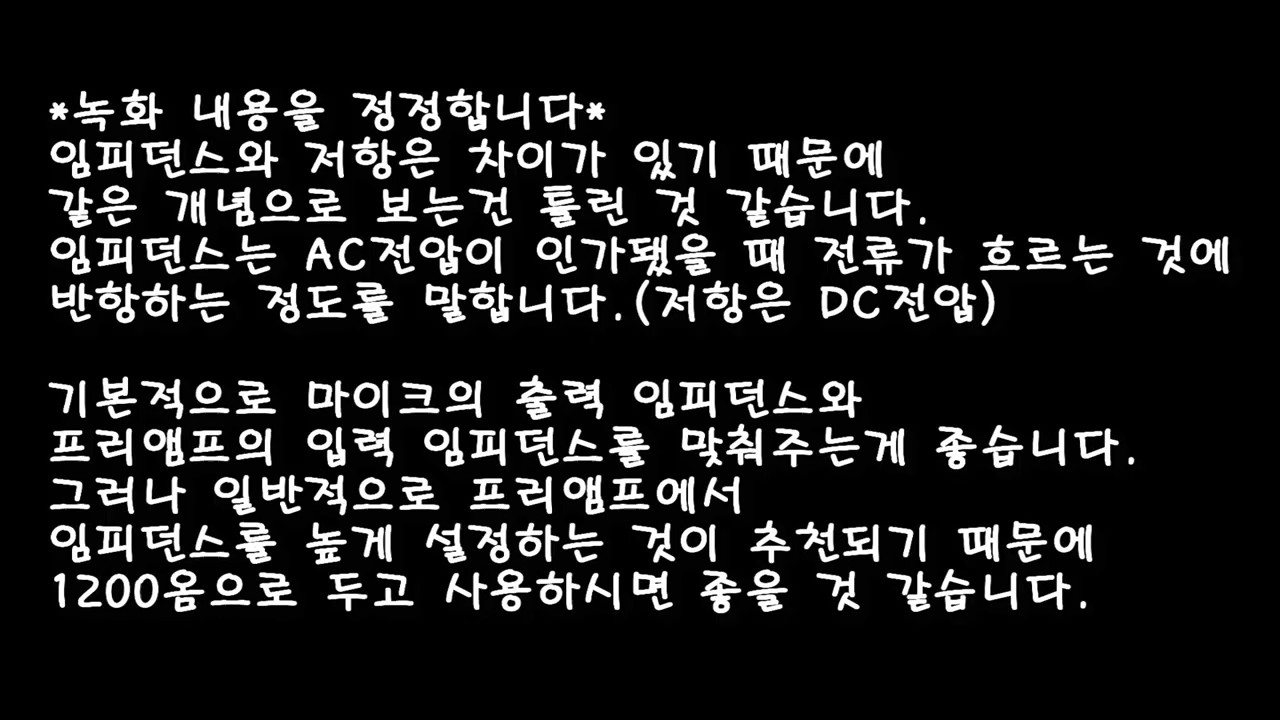 *녹화 내용을 정정합니다*
임피던스와 저항은 차이가 있기 때문에
같은 개념으로 보는건 틀린 것 같습니다.
임피던스는 AC전압이 인가됐을 때 전류가 흐르는 것에
반항하는 정도를 말합니다.(저항은 DC전압)
기본적으로 마이크의 출력 임피던스와
프리앰프의 입력 임피던스를 맞춰주는게 좋습니다.
그러나 일반적으로 프리앰프에서
임피던스를 높게 설정하는 것이 추천되기 때문에
1200옴으로 두고 사용하시면 좋을 것 같습니다.